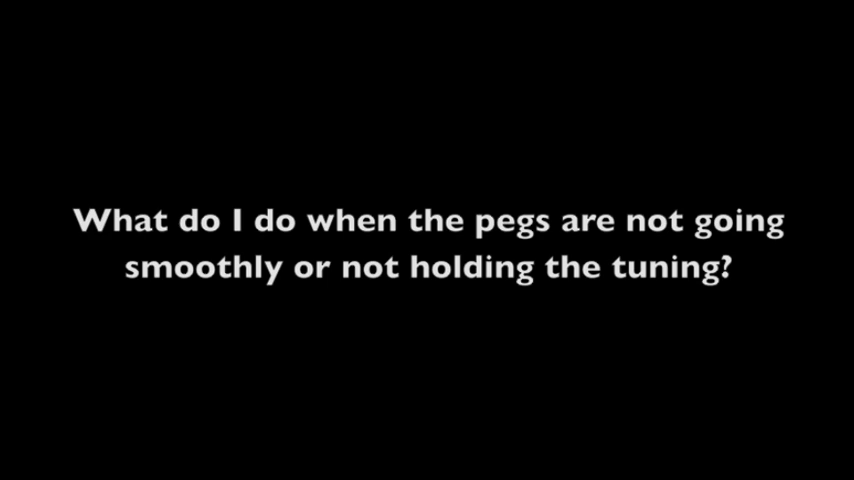 What do I do when the pegs are not going
smoothly or not holding the tuning?